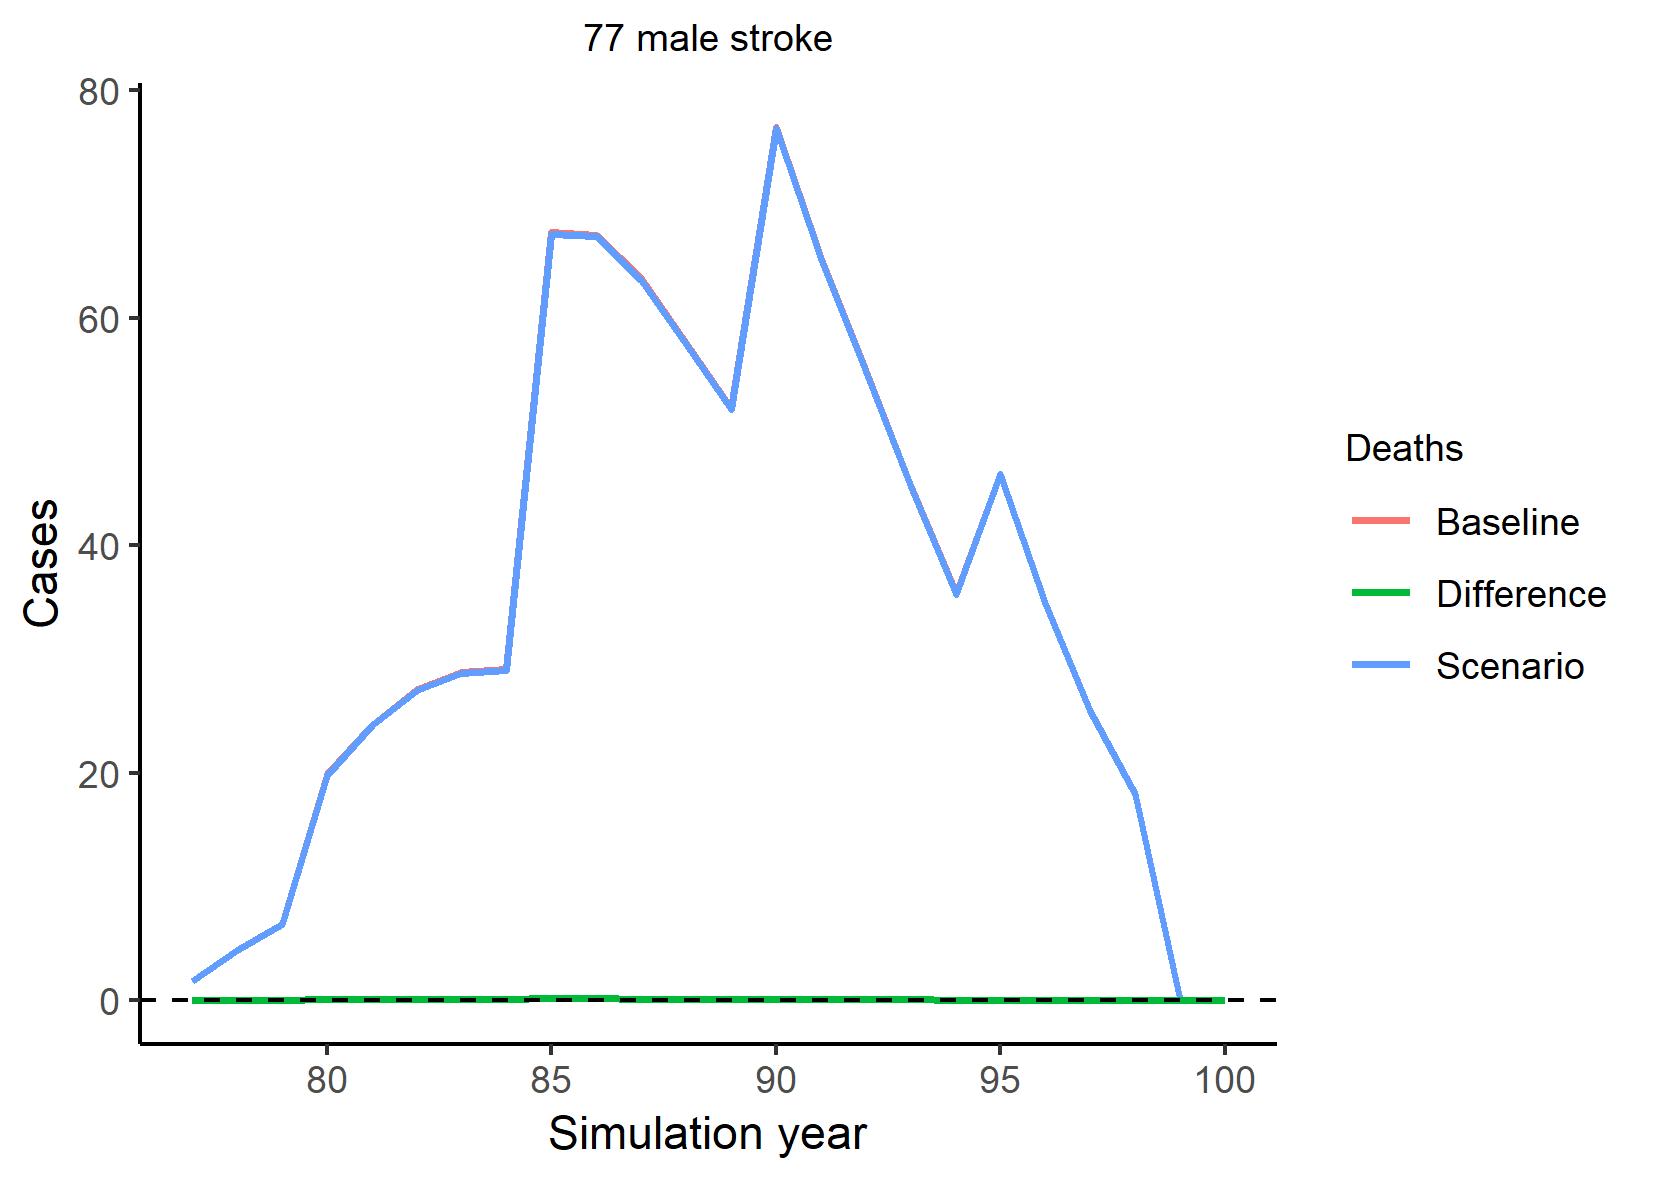 77 male stroke
80
60
40
20
0
Cases
80 85 90 95 100
Simulation year
Deaths
Baseline
Difference
Scenario